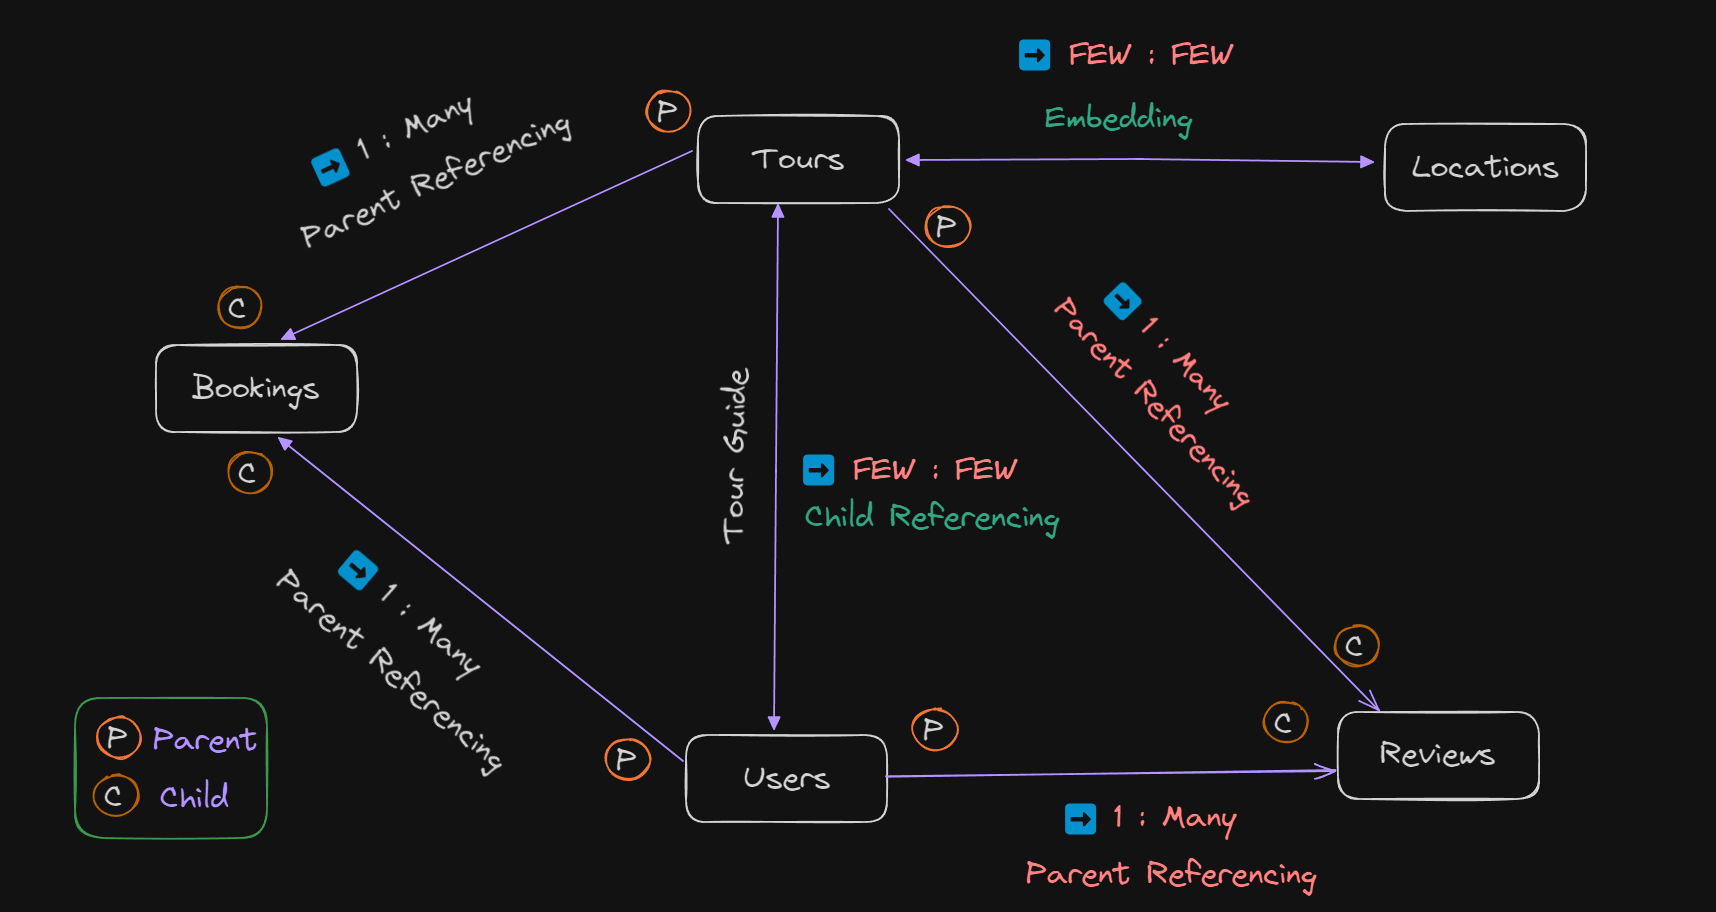 FEW : FEW
Embedding
1 : Many
Parent Referencing
P
Tours
Locations
P
C
1 : Many
Parent Referencing
Bookings
C
Tour Guide
FEW : FEW
Child Referencing
1 : Many
Parent Referencing
C
P
Users
P
C
Reviews
1 : Many
Parent Referencing
P Parent
C Child